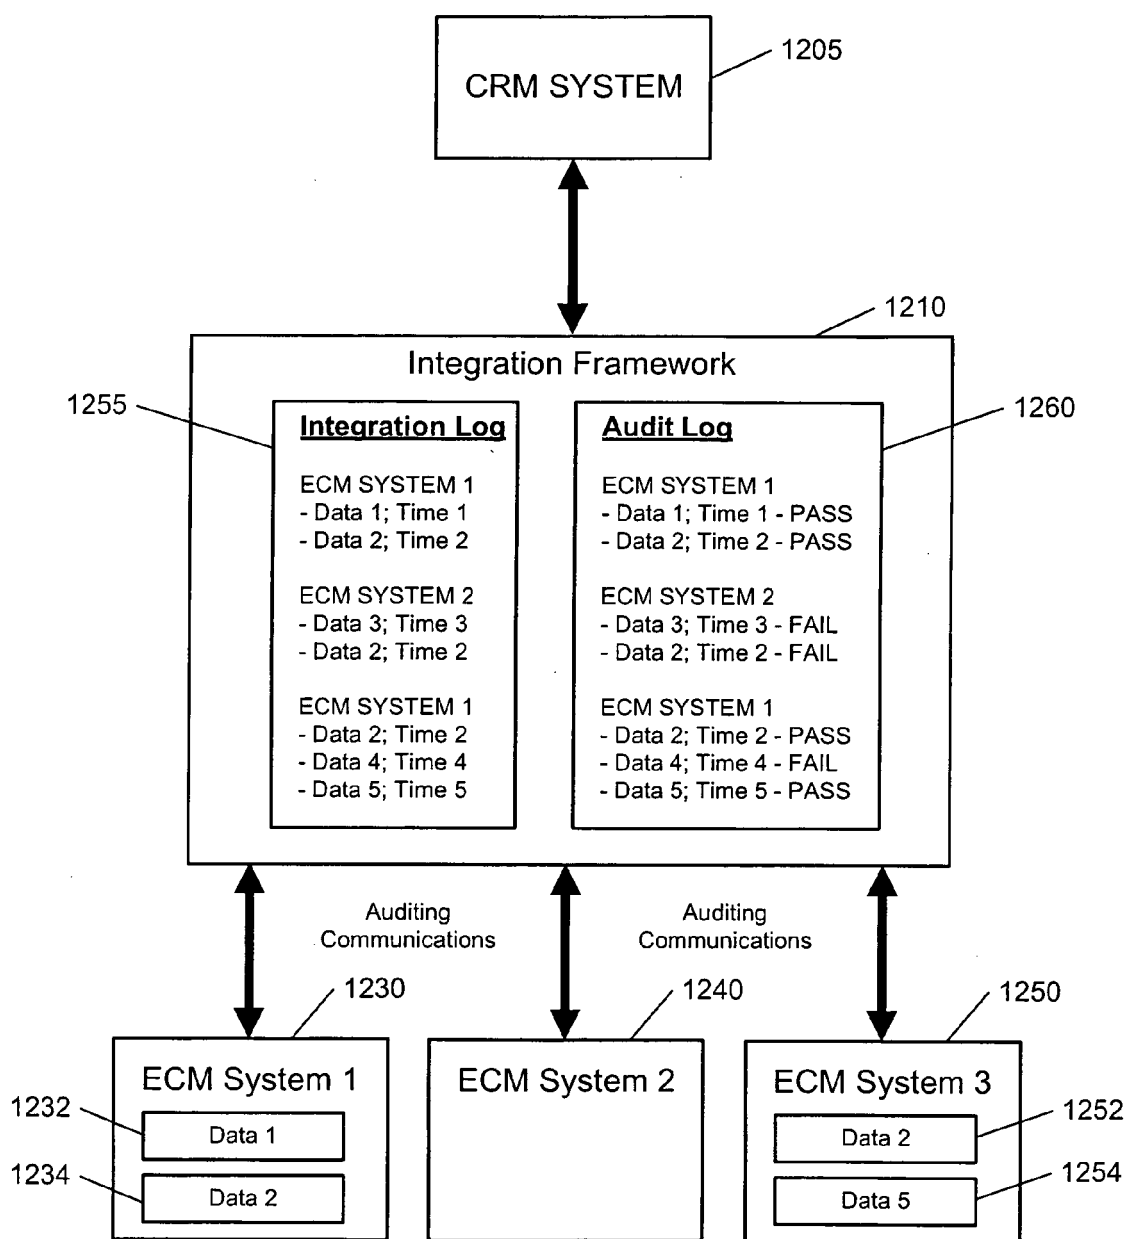 1205
CRM SYSTEM
1210
Integration Framework
1255
1260
Integration Log
ECM SYSTEM 1
- Data 1; Time 1
- Data 2; Time 2
ECM SYSTEM 2
- Data 3; Time 3
- Data 2; Time 2
ECM SYSTEM 1
- Data 2; Time 2
- Data 4; Time 4
- Data 5; Time 5
Audit Log
ECM SYSTEM 1
- Data 1; Time 1 - PASS
- Data 2; Time 2 - PASS
ECM SYSTEM 2
- Data 3; Time 3 - FAIL
- Data 2; Time 2 - FAIL
ECM SYSTEM 1
- Data 2; Time 2 - PASS
- Data 4; Time 4 - FAIL
- Data 5; Time 5 - PASS
Auditing
Communications
Auditing
Communications
1230
1240
1250
ECM System 1
1232
Data 1
1234
Data 2
ECM System 2
ECM System 3
1252
Data 2
1254
Data 5